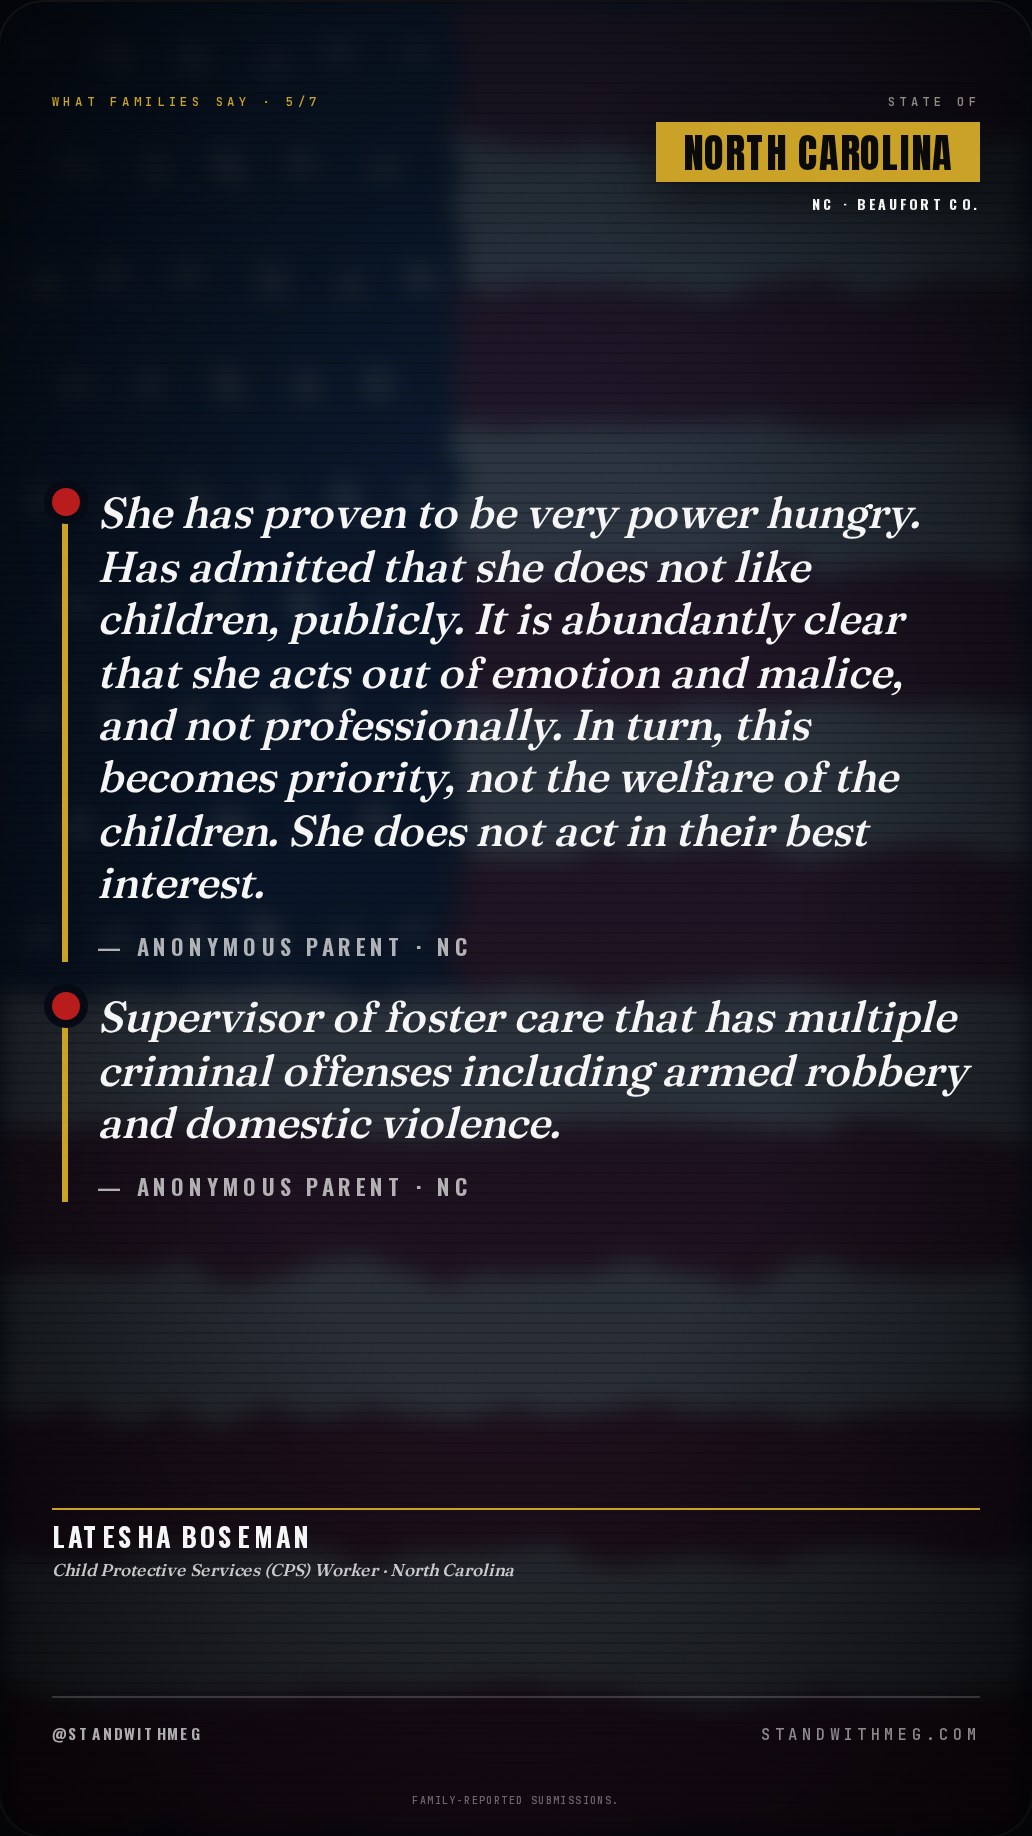 WHAT FAMILIES SAY · 5/7
STATE OF
NORTH CAROLINA
NC · BEAUFORT CO.
She has proven to be very power hungry.
Has admitted that she does not like
children, publicly. It is abundantly clear
that she acts out of emotion and malice,
and not professionally. In turn, this
becomes priority, not the welfare of the
children. She does not act in their best
interest.
— ANONYMOUS PARENT · NC
Supervisor of foster care that has multiple
criminal offenses including armed robbery
and domestic violence.
— ANONYMOUS PARENT · NC
LATESHA BOSEMAN
Child Protective Services (CPS) Worker · North Carolina
@STANDWITHMEG
STANDWITHMEG.COM
FAMILY-REPORTED SUBMISSIONS.